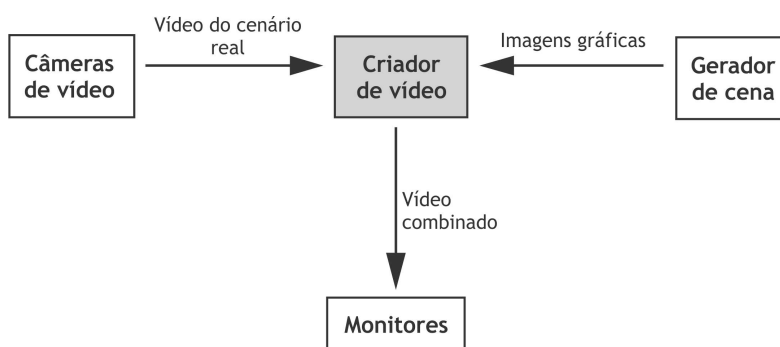 Vídeo do cenário
real
Câmeras
de vídeo
Criador
de vídeo
Imagens gráficas
Gerador
de cena
Vídeo
combinado
Monitores